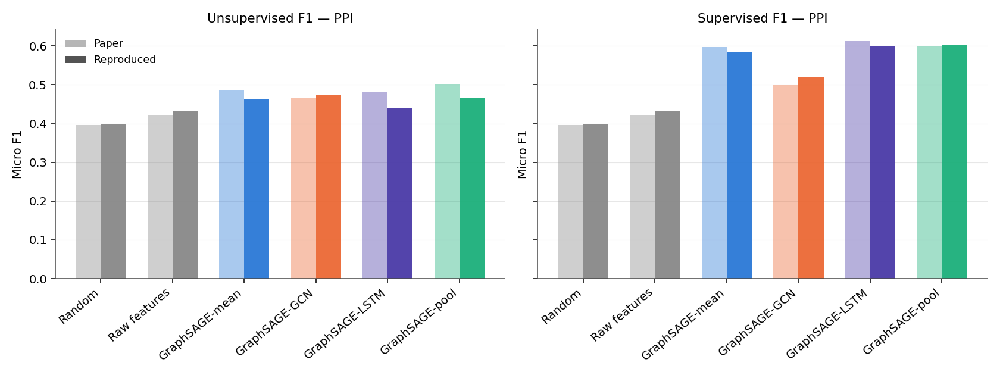 Unsupervised F1 — PPI
Paper
Reproduced
Micro F1
0.6
0.5
0.4
0.3
0.2
0.1
0.0
Random
Raw features
GraphSAGE-mean
GraphSAGE-GCN
GraphSAGE-LSTM
GraphSAGE-pool
Supervised F1 — PPI
Micro F1
Random
Raw features
GraphSAGE-mean
GraphSAGE-GCN
GraphSAGE-LSTM
GraphSAGE-pool